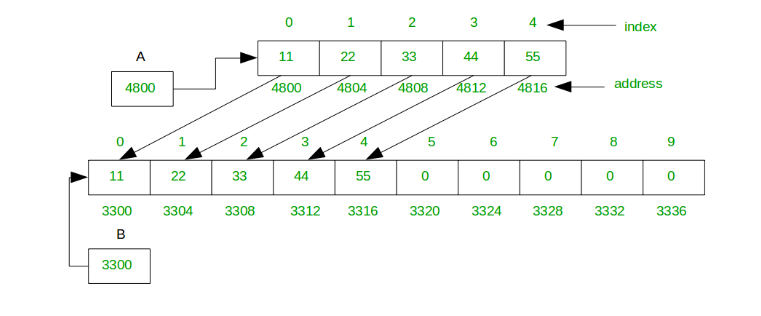 0 1 2 3 4 index
A
11 22 33 44 55
4800
4800 4804 4808 4812 4816 address
0 1 2 3 4 5 6 7 8 9
11 22 33 44 55 0 0 0 0 0
3300 3304 3308 3312 3316 3320 3324 3328 3332 3336
B
3300